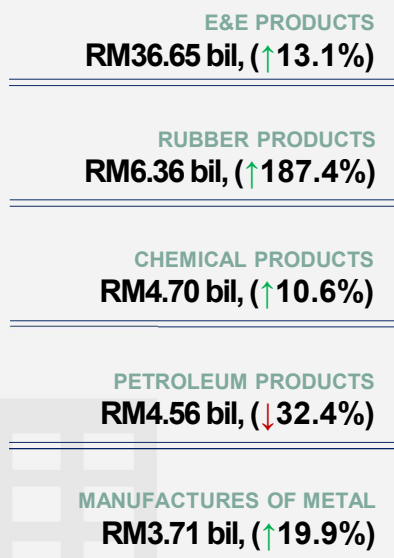 E&E PRODUCTS
RM36.65 bil, (↑13.1%)
RUBBER PRODUCTS
RM6.36 bil, (↑187.4%)
CHEMICAL PRODUCTS
RM4.70 bil, (↑10.6%)
PETROLEUM PRODUCTS
RM4.56 bil, (↓32.4%)
MANUFACTURES OF METAL
RM3.71 bil, (↑19.9%)